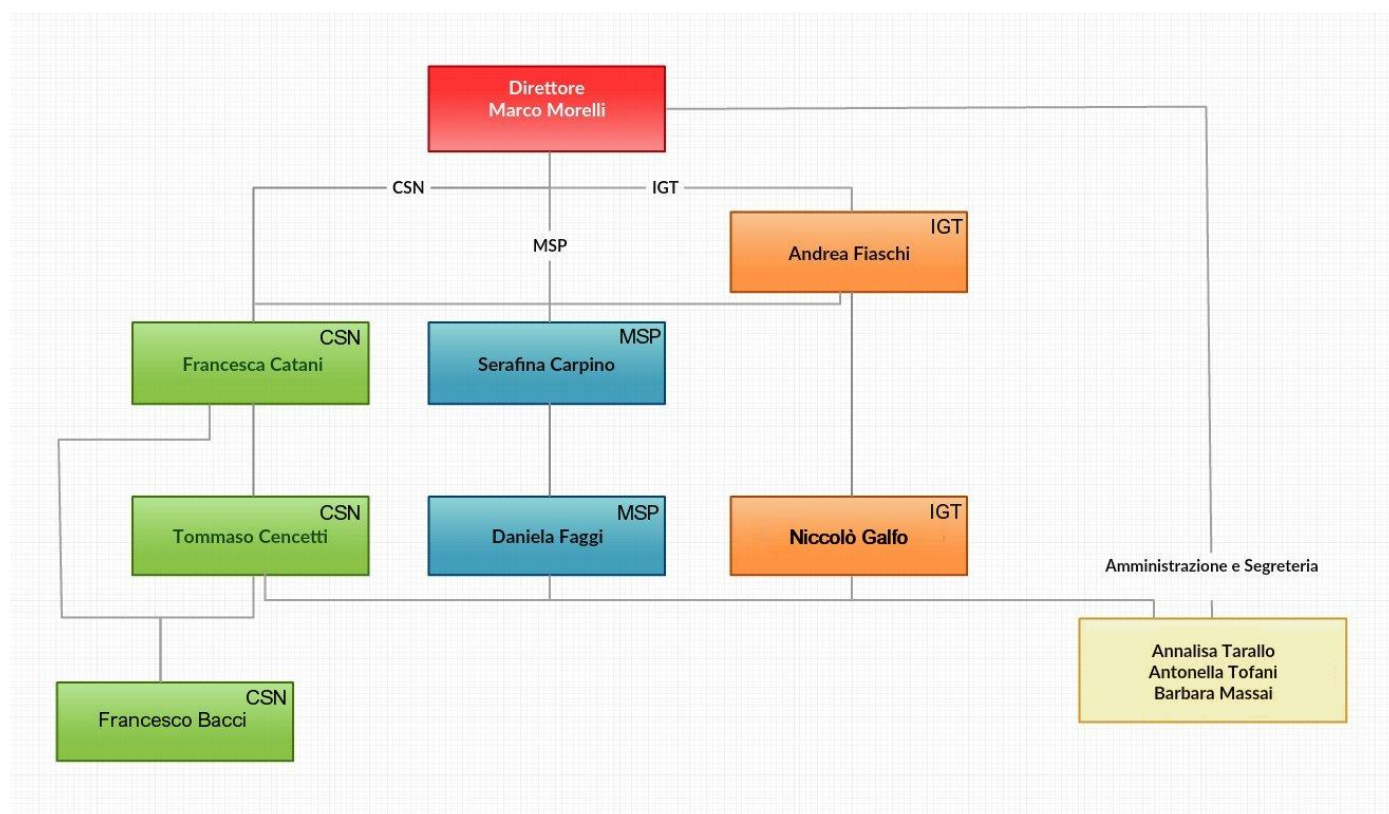 Direttore
Marco Morelli
CSN
IGT
MSP
IGT
Andrea Fiaschi
CSN
Francesca Catani
MSP
Serafina Carpino
CSN
Tommaso Cencetti
MSP
Daniela Faggi
IGT
Niccolò Galfo
Amministrazione e Segreteria
Annalisa Tarallo
Antonella Tofani
Barbara Massai
CSN
Francesco Bacci